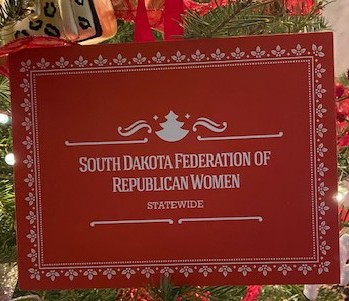 SOUTH DAKOTA FEDERATION OF
REPUBLICAN WOMEN
STATEWIDE